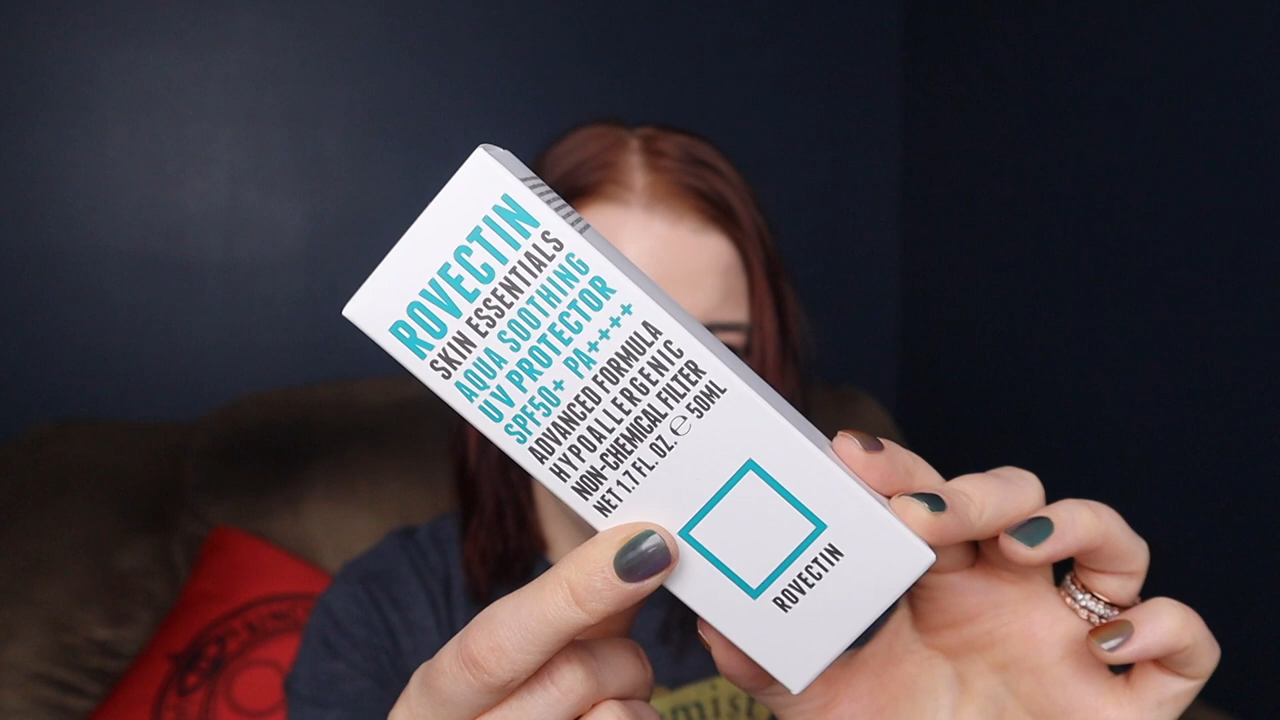 ROVECTIN
SKIN ESSENTIALS
AQUA SOOTHING
UV PROTECTOR
SPF50+ PA++++
ADVANCED FORMULA
HYPOALLERGENIC
NON-CHEMICAL FILTER
NET 1.7 FL. OZ. ℮ 50ML
ROVECTIN